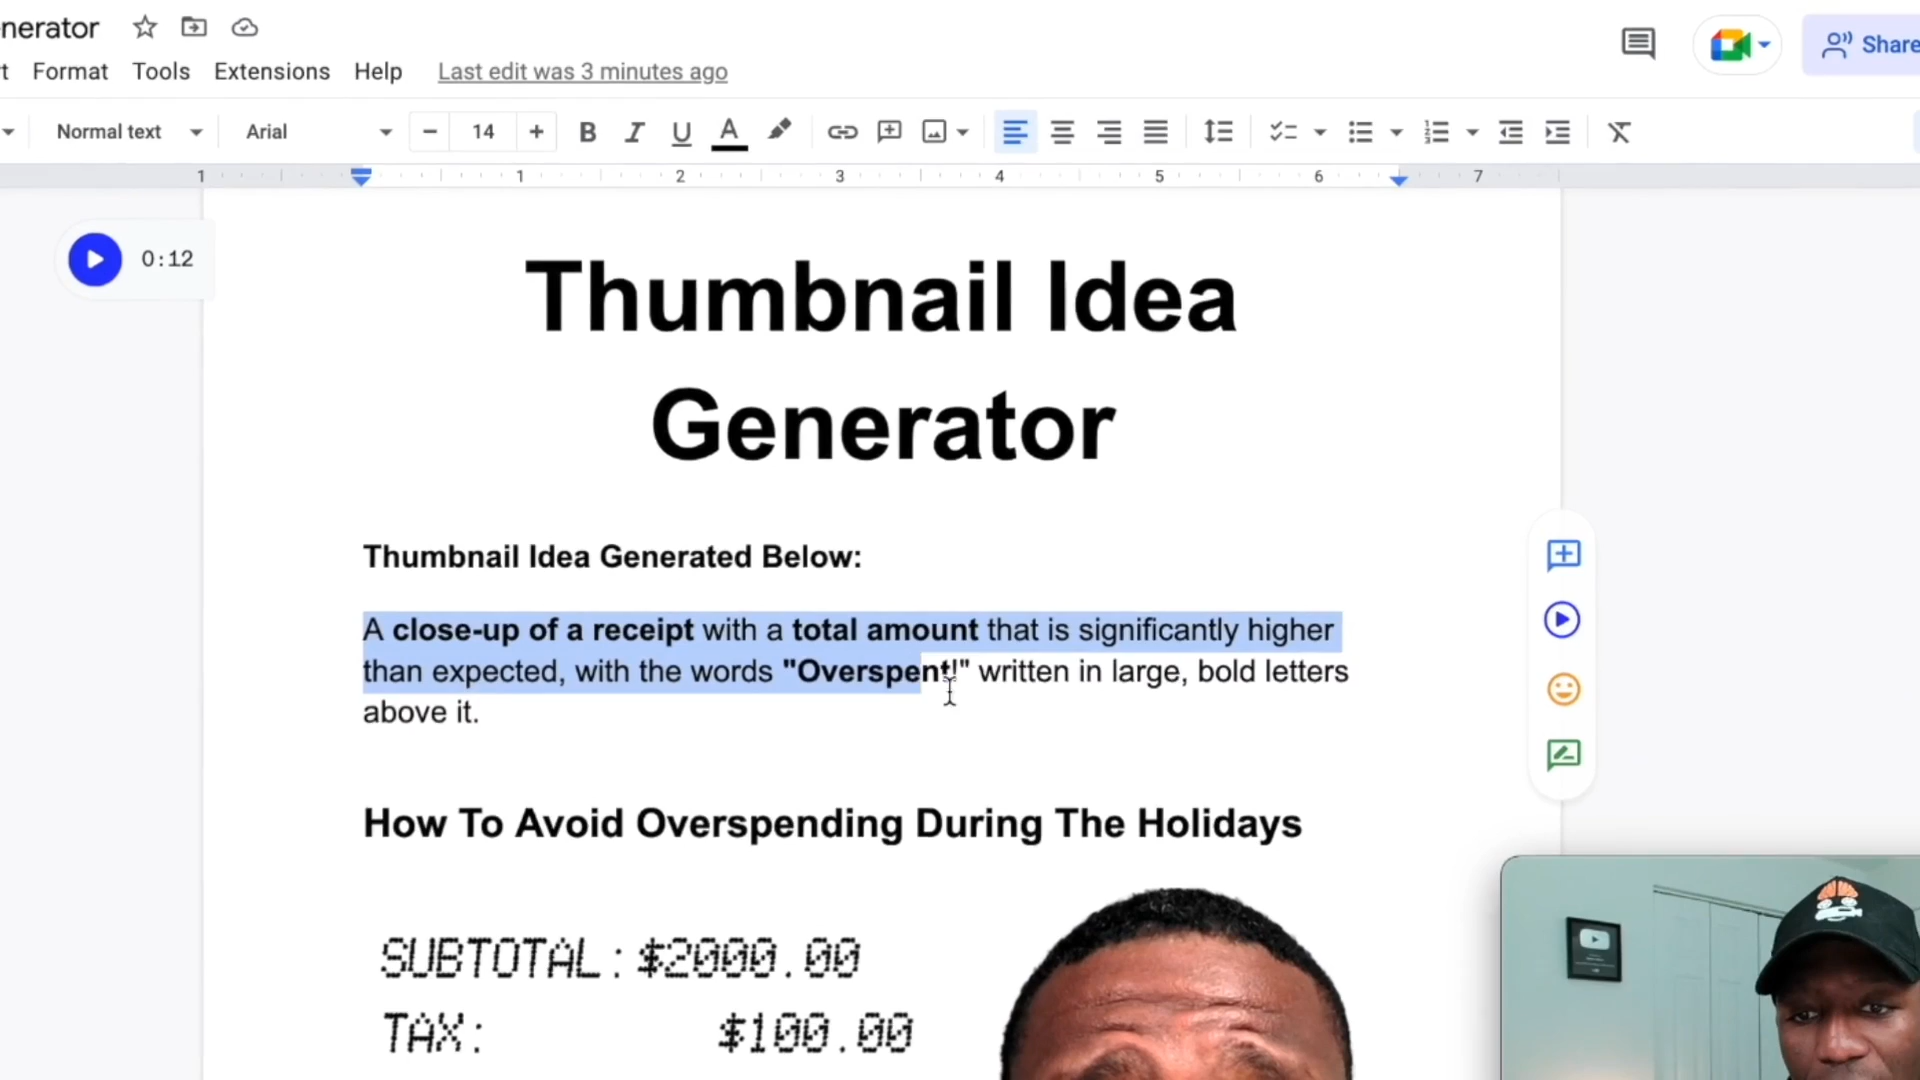 nerator
t Format Tools Extensions Help Last edit was 3 minutes ago
Share
Normal text Arial 14
1 1 2 3 4 5 6 7
0:12
Thumbnail Idea
Generator
Thumbnail Idea Generated Below:
A close-up of a receipt with a total amount that is significantly higher
than expected, with the words "Overspent!" written in large, bold letters
above it.
How To Avoid Overspending During The Holidays
SUBTOTAL: $2000.00
TAX: $100.00